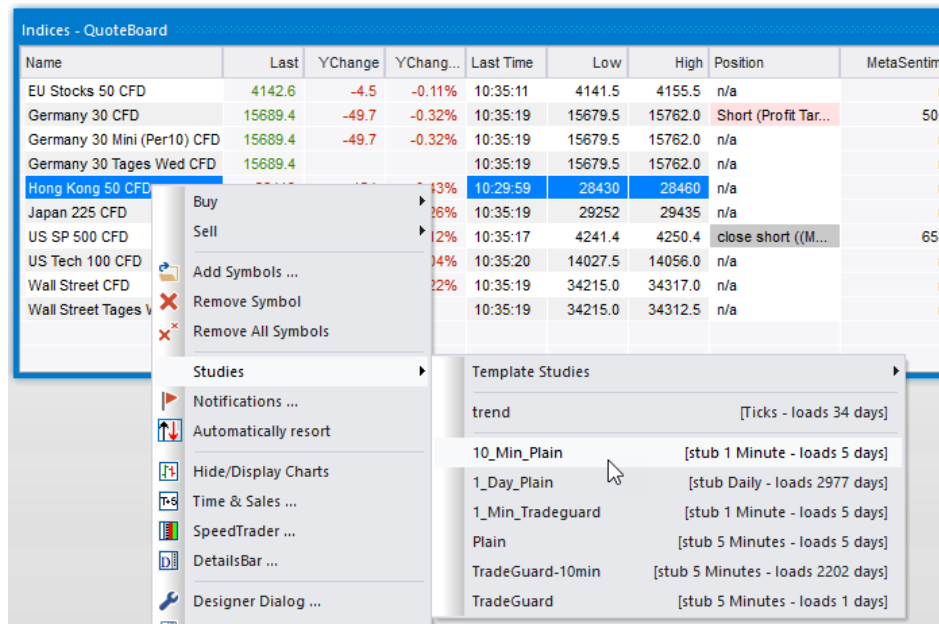 Indices - QuoteBoard
Name Last YChange YChang... Last Time Low High Position MetaSentim
EU Stocks 50 CFD 4142.6 -4.5 -0.11% 10:35:11 4141.5 4155.5 n/a
Germany 30 CFD 15689.4 -49.7 -0.32% 10:35:19 15679.5 15762.0 Short (Profit Tar... 50
Germany 30 Mini (Per10) CFD 15689.4 -49.7 -0.32% 10:35:19 15679.5 15762.0 n/a
Germany 30 Tages Wed CFD 15689.4 10:35:19 15679.5 15762.0 n/a
Hong Kong 50 CFD 43% 10:29:59 28430 28460 n/a
Japan 225 CFD 26% 10:35:19 29252 29435 n/a
US SP 500 CFD 12% 10:35:17 4241.4 4250.4 close short ((M... 65
US Tech 100 CFD 04% 10:35:20 14027.5 14056.0 n/a
Wall Street CFD 22% 10:35:19 34215.0 34317.0 n/a
Wall Street Tages 10:35:19 34215.0 34312.5 n/a
Buy
Sell
Add Symbols ...
Remove Symbol
Remove All Symbols
Studies
Notifications ...
Automatically resort
Hide/Display Charts
T+S Time & Sales ...
SpeedTrader ...
D DetailsBar ...
Designer Dialog ...
Template Studies
trend [Ticks - loads 34 days]
10_Min_Plain [stub 1 Minute - loads 5 days]
1_Day_Plain [stub Daily - loads 2977 days]
1_Min_Tradeguard [stub 1 Minute - loads 5 days]
Plain [stub 5 Minutes - loads 5 days]
TradeGuard-10min [stub 5 Minutes - loads 2202 days]
TradeGuard [stub 5 Minutes - loads 1 days]